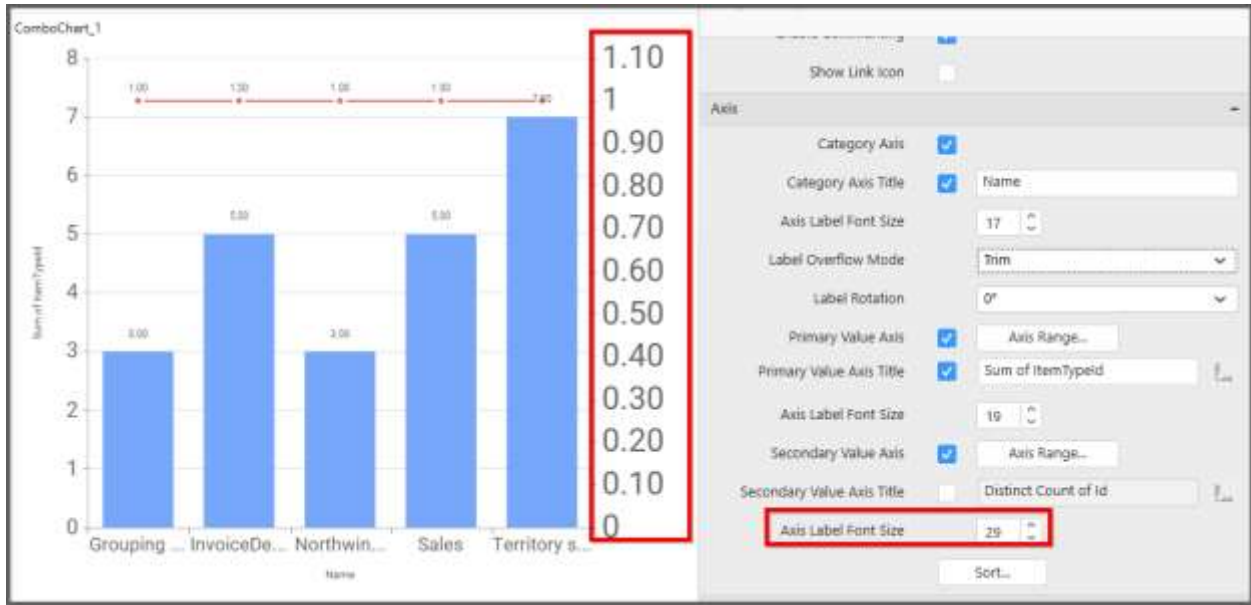 ComboChart_1
8
7
6
5
4
3
2
1
0
Sum of ItemTypeId
1.00
1.00
3.00
5.00
3.00
5.00
Grouping ...
InvoiceDe...
Northwin...
Sales
Territory s...
Name
1.10
1
0.90
0.80
0.70
0.60
0.50
0.40
0.30
0.20
0.10
0
Show Link Icon
Axis
Category Axis
Category Axis Title Name
Axis Label Font Size 17
Label Overflow Mode Trim
Label Rotation 0°
Primary Value Axis Axis Range...
Primary Value Axis Title Sum of ItemTypeId
Axis Label Font Size 19
Secondary Value Axis Axis Range...
Secondary Value Axis Title Distinct Count of Id
Axis Label Font Size 29
Sort...